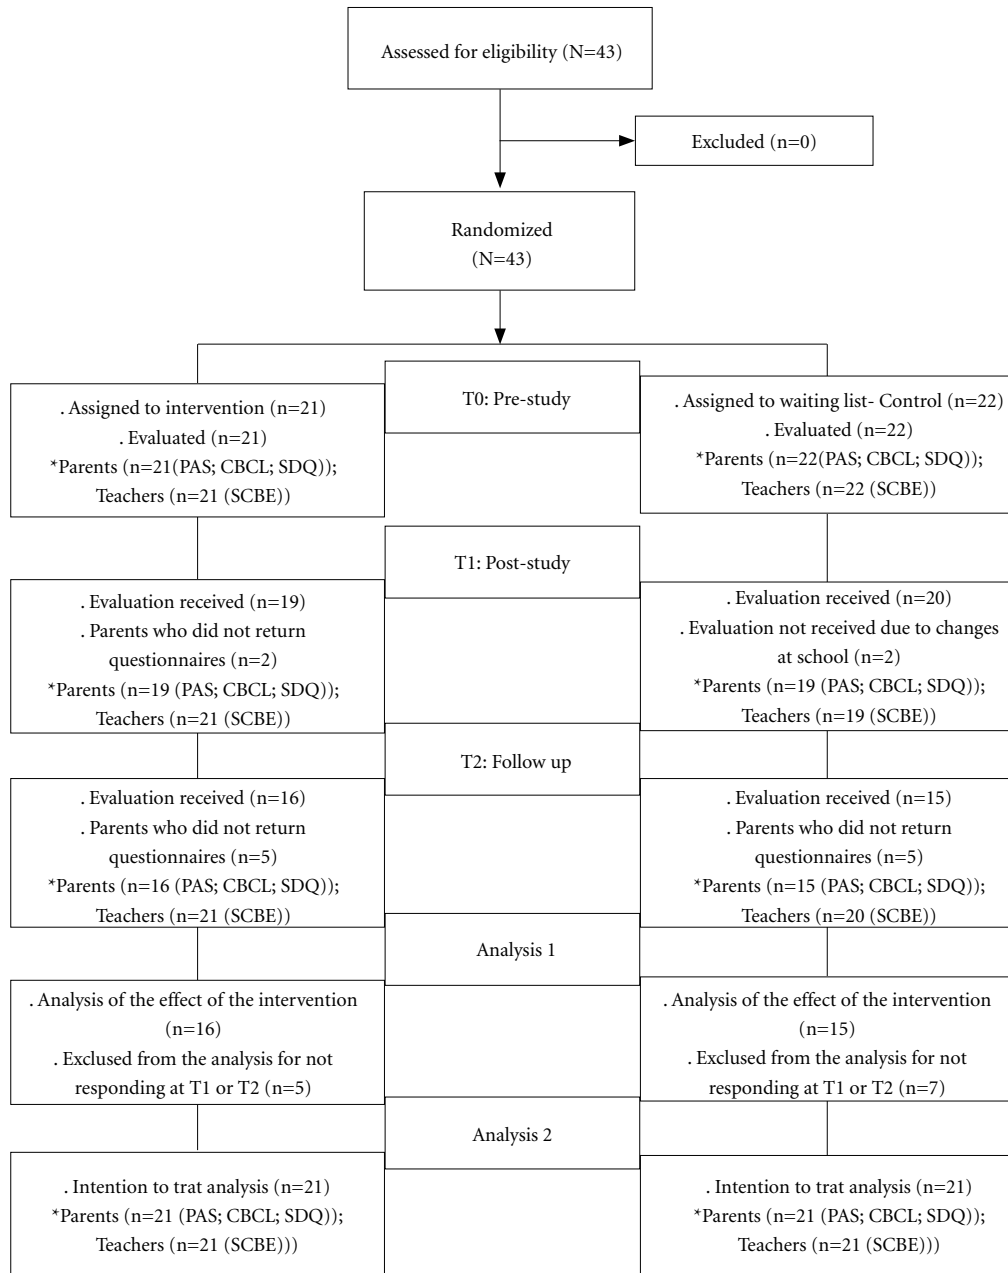 Assessed for eligibility (N=43)
Excluded (n=0)
Randomized
(N=43)
T0: Pre-study
. Assigned to intervention (n=21)
. Evaluated (n=21)
*Parents (n=21(PAS; CBCL; SDQ));
Teachers (n=21 (SCBE))
. Assigned to waiting list- Control (n=22)
. Evaluated (n=22)
*Parents (n=22(PAS; CBCL; SDQ));
Teachers (n=22 (SCBE))
T1: Post-study
. Evaluation received (n=19)
. Parents who did not return
questionnaires (n=2)
*Parents (n=19 (PAS; CBCL; SDQ));
Teachers (n=21 (SCBE))
. Evaluation received (n=20)
. Evaluation not received due to changes
at school (n=2)
*Parents (n=19 (PAS; CBCL; SDQ));
Teachers (n=19 (SCBE))
T2: Follow up
. Evaluation received (n=16)
. Parents who did not return
questionnaires (n=5)
*Parents (n=16 (PAS; CBCL; SDQ));
Teachers (n=21 (SCBE))
. Evaluation received (n=15)
. Parents who did not return
questionnaires (n=5)
*Parents (n=15 (PAS; CBCL; SDQ));
Teachers (n=20 (SCBE))
Analysis 1
. Analysis of the effect of the intervention
(n=16)
. Exclused from the analysis for not
responding at T1 or T2 (n=5)
. Analysis of the effect of the intervention
(n=15)
. Exclused from the analysis for not
responding at T1 or T2 (n=7)
Analysis 2
. Intention to trat analysis (n=21)
*Parents (n=21 (PAS; CBCL; SDQ));
Teachers (n=21 (SCBE)))
. Intention to trat analysis (n=21)
*Parents (n=21 (PAS; CBCL; SDQ));
Teachers (n=21 (SCBE)))